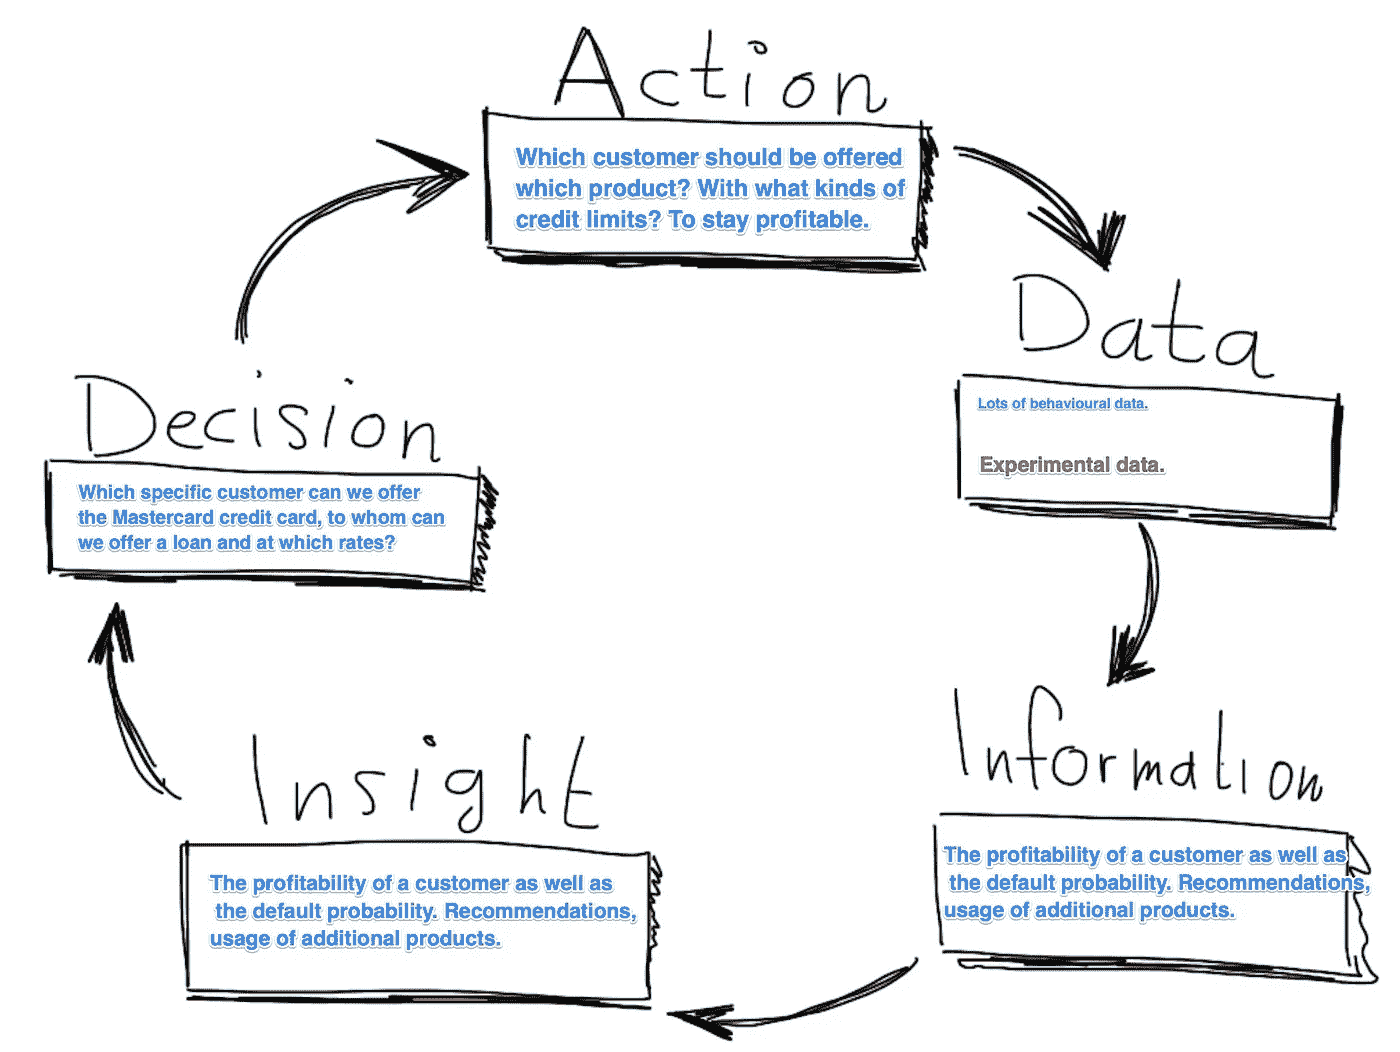 Action
Which customer should be offered
which product? With what kinds of
credit limits? To stay profitable.
Data
Lots of behavioural data.
Experimental data.
Information
The profitability of a customer as well as
the default probability. Recommendations,
usage of additional products.
Insight
The profitability of a customer as well as
the default probability. Recommendations,
usage of additional products.
Decision
Which specific customer can we offer
the Mastercard credit card, to whom can
we offer a loan and at which rates?